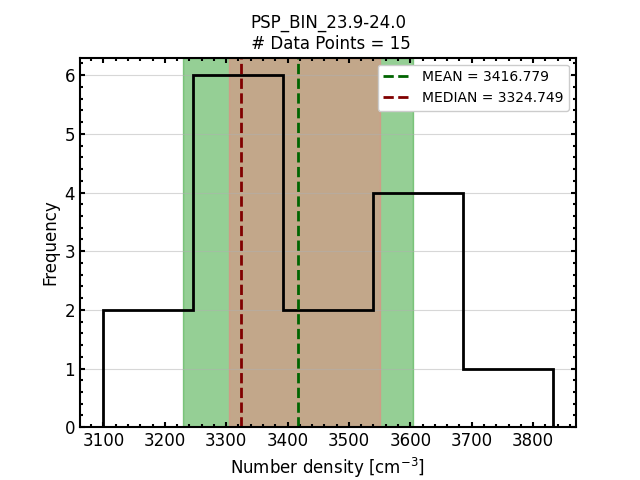 PSP_BIN_23.9-24.0
# Data Points = 15
MEAN = 3416.779
MEDIAN = 3324.749
Frequency
6
5
4
3
2
1
0
3100 3200 3300 3400 3500 3600 3700 3800
Number density [cm⁻³]